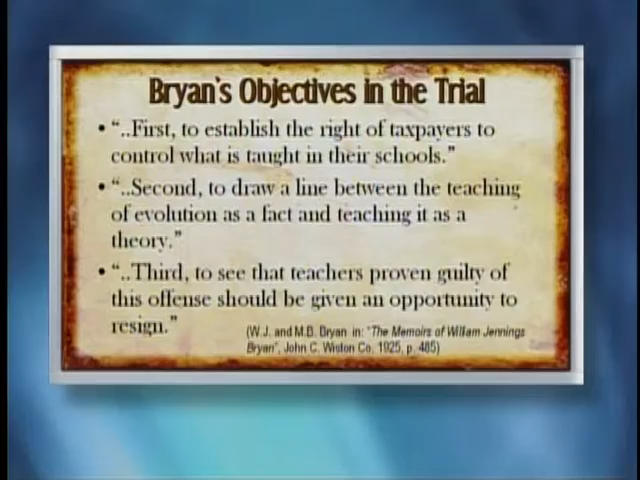 Bryan's Objectives in the Trial
• "..First, to establish the right of taxpayers to
control what is taught in their schools."
• "..Second, to draw a line between the teaching
of evolution as a fact and teaching it as a
theory."
• "..Third, to see that teachers proven guilty of
this offense should be given an opportunity to
resign."
(W.J. and M.B. Bryan in: "The Memoirs of William Jennings
Bryan", John C. Wiston Co, 1925, p. 485)